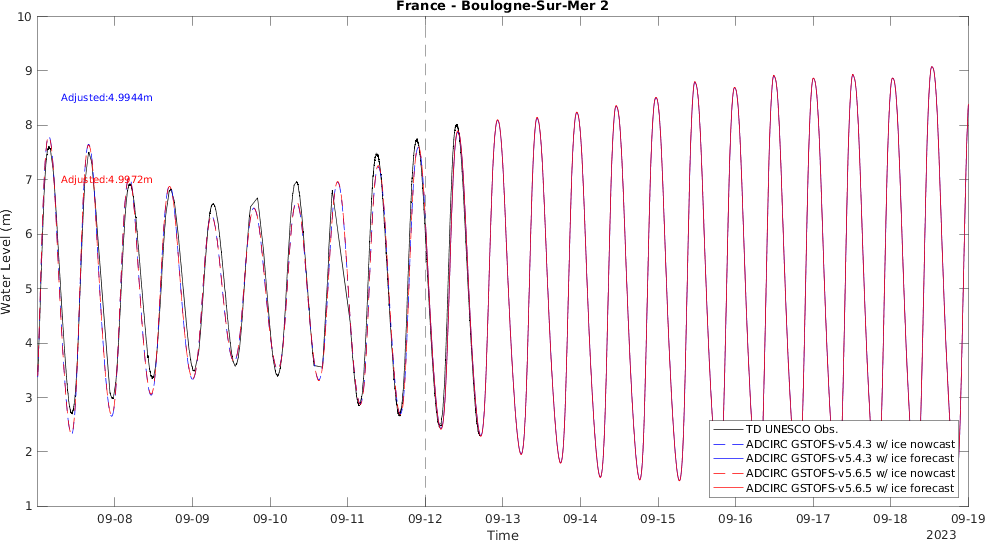 France - Boulogne-Sur-Mer 2
10
9
8
7
6
5
4
3
2
1
Water Level (m)
Adjusted:4.9944m
Adjusted:4.9972m
TD UNESCO Obs.
ADCIRC GSTOFS-v5.4.3 w/ ice nowcast
ADCIRC GSTOFS-v5.4.3 w/ ice forecast
ADCIRC GSTOFS-v5.6.5 w/ ice nowcast
ADCIRC GSTOFS-v5.6.5 w/ ice forecast
09-08 09-09 09-10 09-11 09-12 09-13 09-14 09-15 09-16 09-17 09-18 09-19
Time
2023